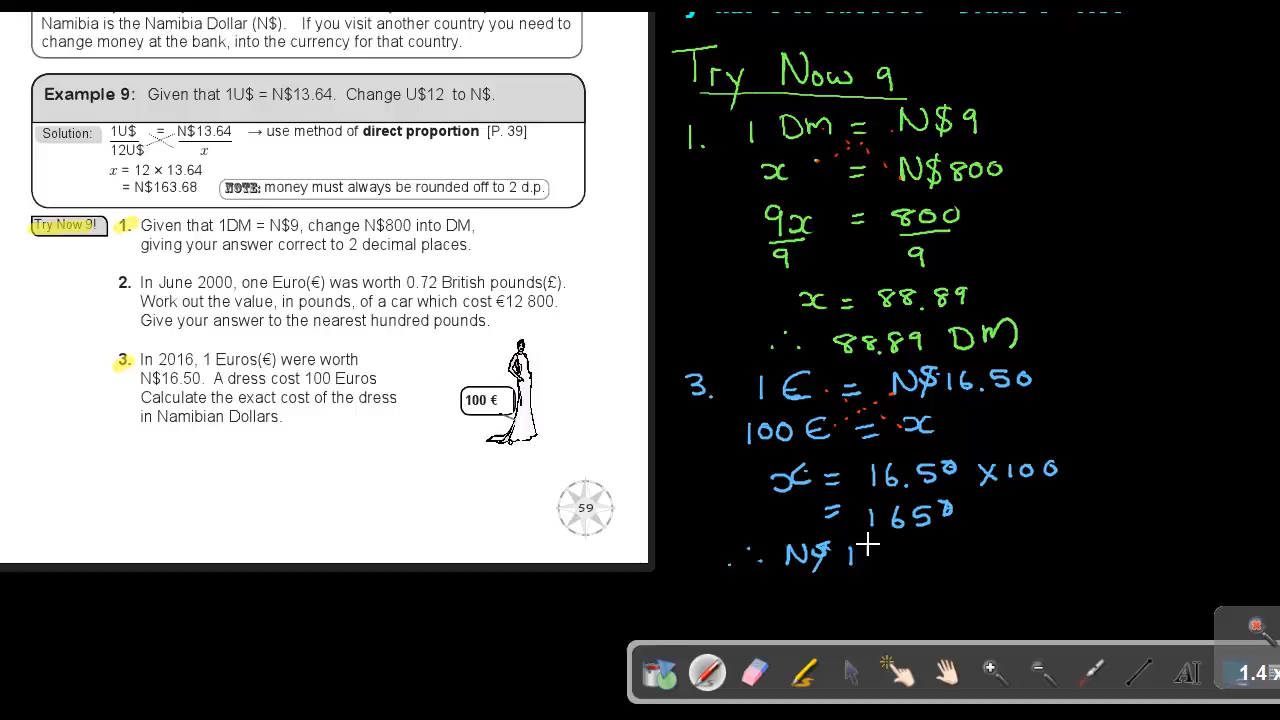 Namibia is the Namibia Dollar (N$). If you visit another country you need to
change money at the bank, into the currency for that country.
Example 9: Given that 1U$ = N$13.64. Change U$12 to N$.
Solution: 1U$ = N$13.64 → use method of direct proportion [P. 39]
12U$ x
x = 12 × 13.64
= N$163.68 NOTE: money must always be rounded off to 2 d.p.
Try Now 9! 1. Given that 1DM = N$9, change N$800 into DM,
giving your answer correct to 2 decimal places.
2. In June 2000, one Euro(€) was worth 0.72 British pounds(£).
Work out the value, in pounds, of a car which cost €12 800.
Give your answer to the nearest hundred pounds.
3. In 2016, 1 Euros(€) were worth
N$16.50. A dress cost 100 Euros
Calculate the exact cost of the dress
in Namibian Dollars.
100 €
59
Try Now 9
1. 1 DM = N$9
x = N$800
9x = 800
9 9
x = 88.89
∴ 88.89 DM
3. 1 € = N$16.50
100 € = x
x = 16.50 × 100
= 1650
∴ N$ 1
AI
1.4x